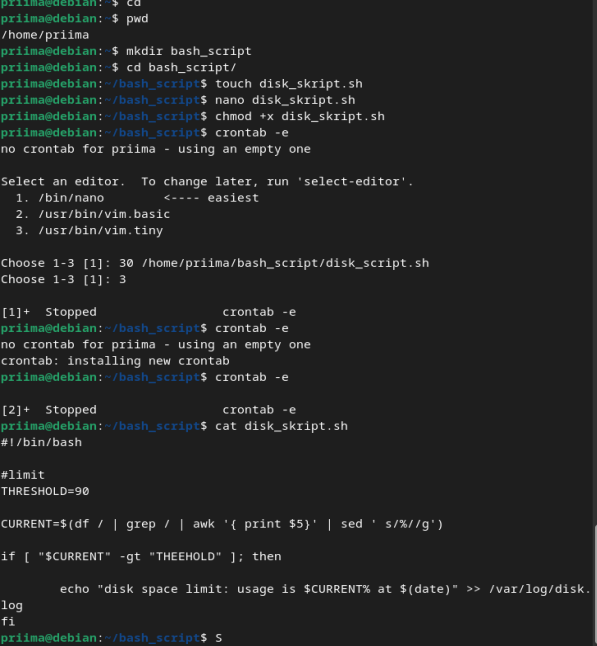 priima@debian:~$ cd
priima@debian:~$ pwd
/home/priima
priima@debian:~$ mkdir bash_script
priima@debian:~$ cd bash_script/
priima@debian:~/bash_script$ touch disk_skript.sh
priima@debian:~/bash_script$ nano disk_skript.sh
priima@debian:~/bash_script$ chmod +x disk_skript.sh
priima@debian:~/bash_script$ crontab -e
no crontab for priima - using an empty one
Select an editor.  To change later, run 'select-editor'.
  1. /bin/nano        <---- easiest
  2. /usr/bin/vim.basic
  3. /usr/bin/vim.tiny
Choose 1-3 [1]: 30 /home/priima/bash_script/disk_script.sh
Choose 1-3 [1]: 3
[1]+  Stopped                 crontab -e
priima@debian:~/bash_script$ crontab -e
no crontab for priima - using an empty one
crontab: installing new crontab
priima@debian:~/bash_script$ crontab -e
[2]+  Stopped                 crontab -e
priima@debian:~/bash_script$ cat disk_skript.sh
#!/bin/bash
#limit
THRESHOLD=90
CURRENT=$(df / | grep / | awk '{ print $5}' | sed ' s/%//g')
if [ "$CURRENT" -gt "THEEHOLD" ]; then
        echo "disk space limit: usage is $CURRENT% at $(date)" >> /var/log/disk.
log
fi
priima@debian:~/bash_script$ S